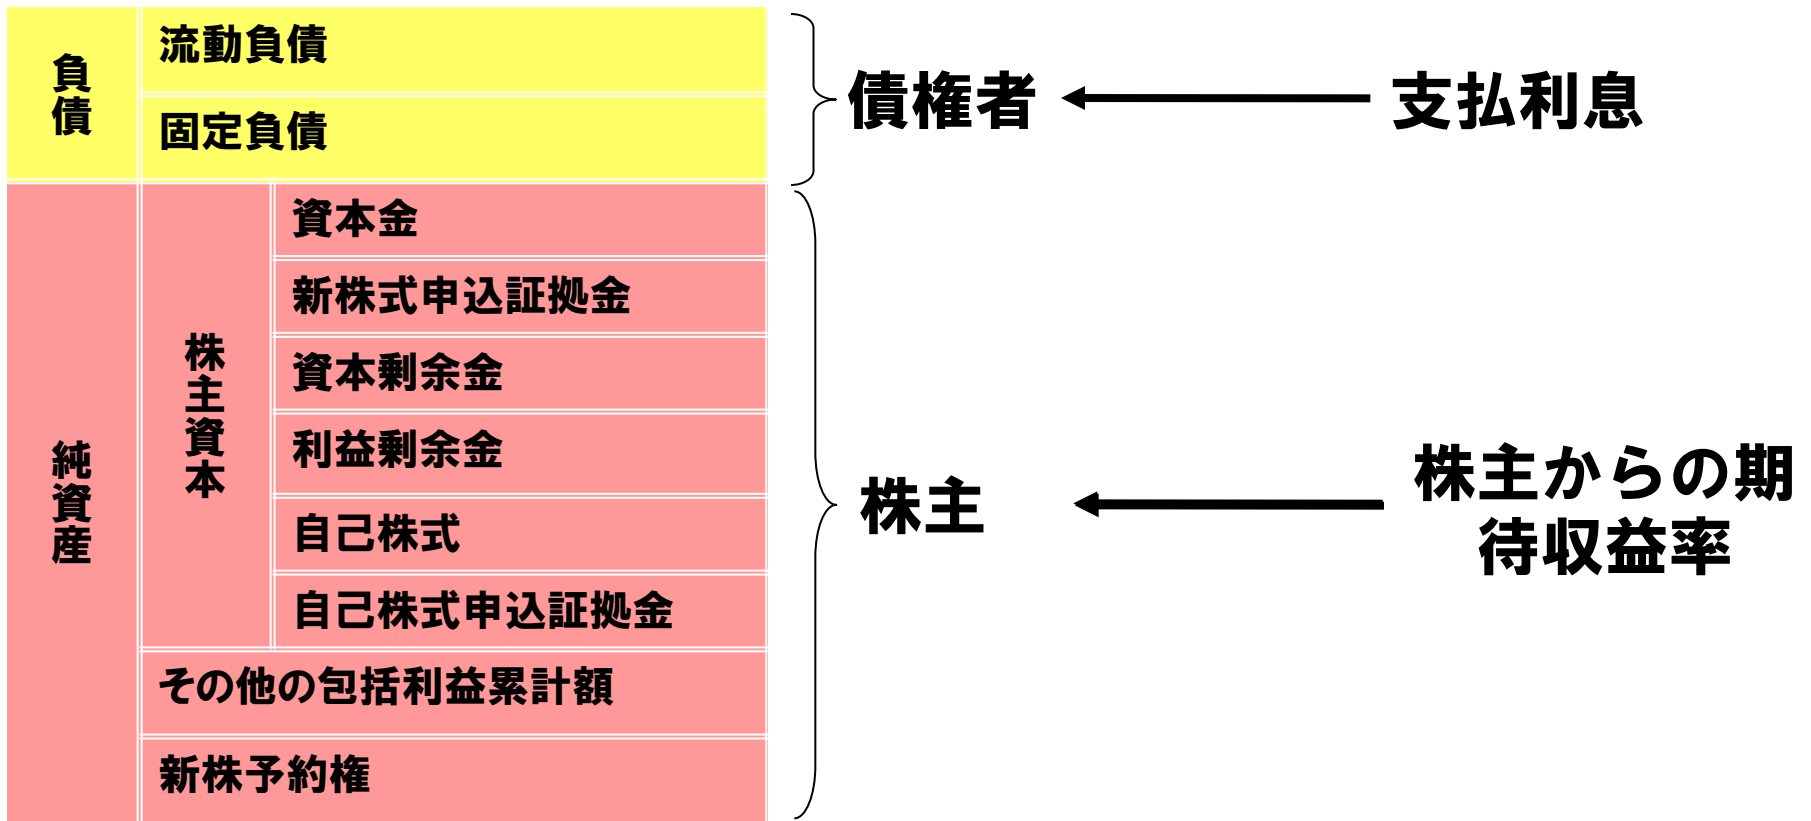 負債
流動負債
固定負債
債権者
支払利息
純資産
株主資本
資本金
新株式申込証拠金
資本剰余金
利益剰余金
自己株式
自己株式申込証拠金
その他の包括利益累計額
新株予約権
株主
株主からの期
待収益率